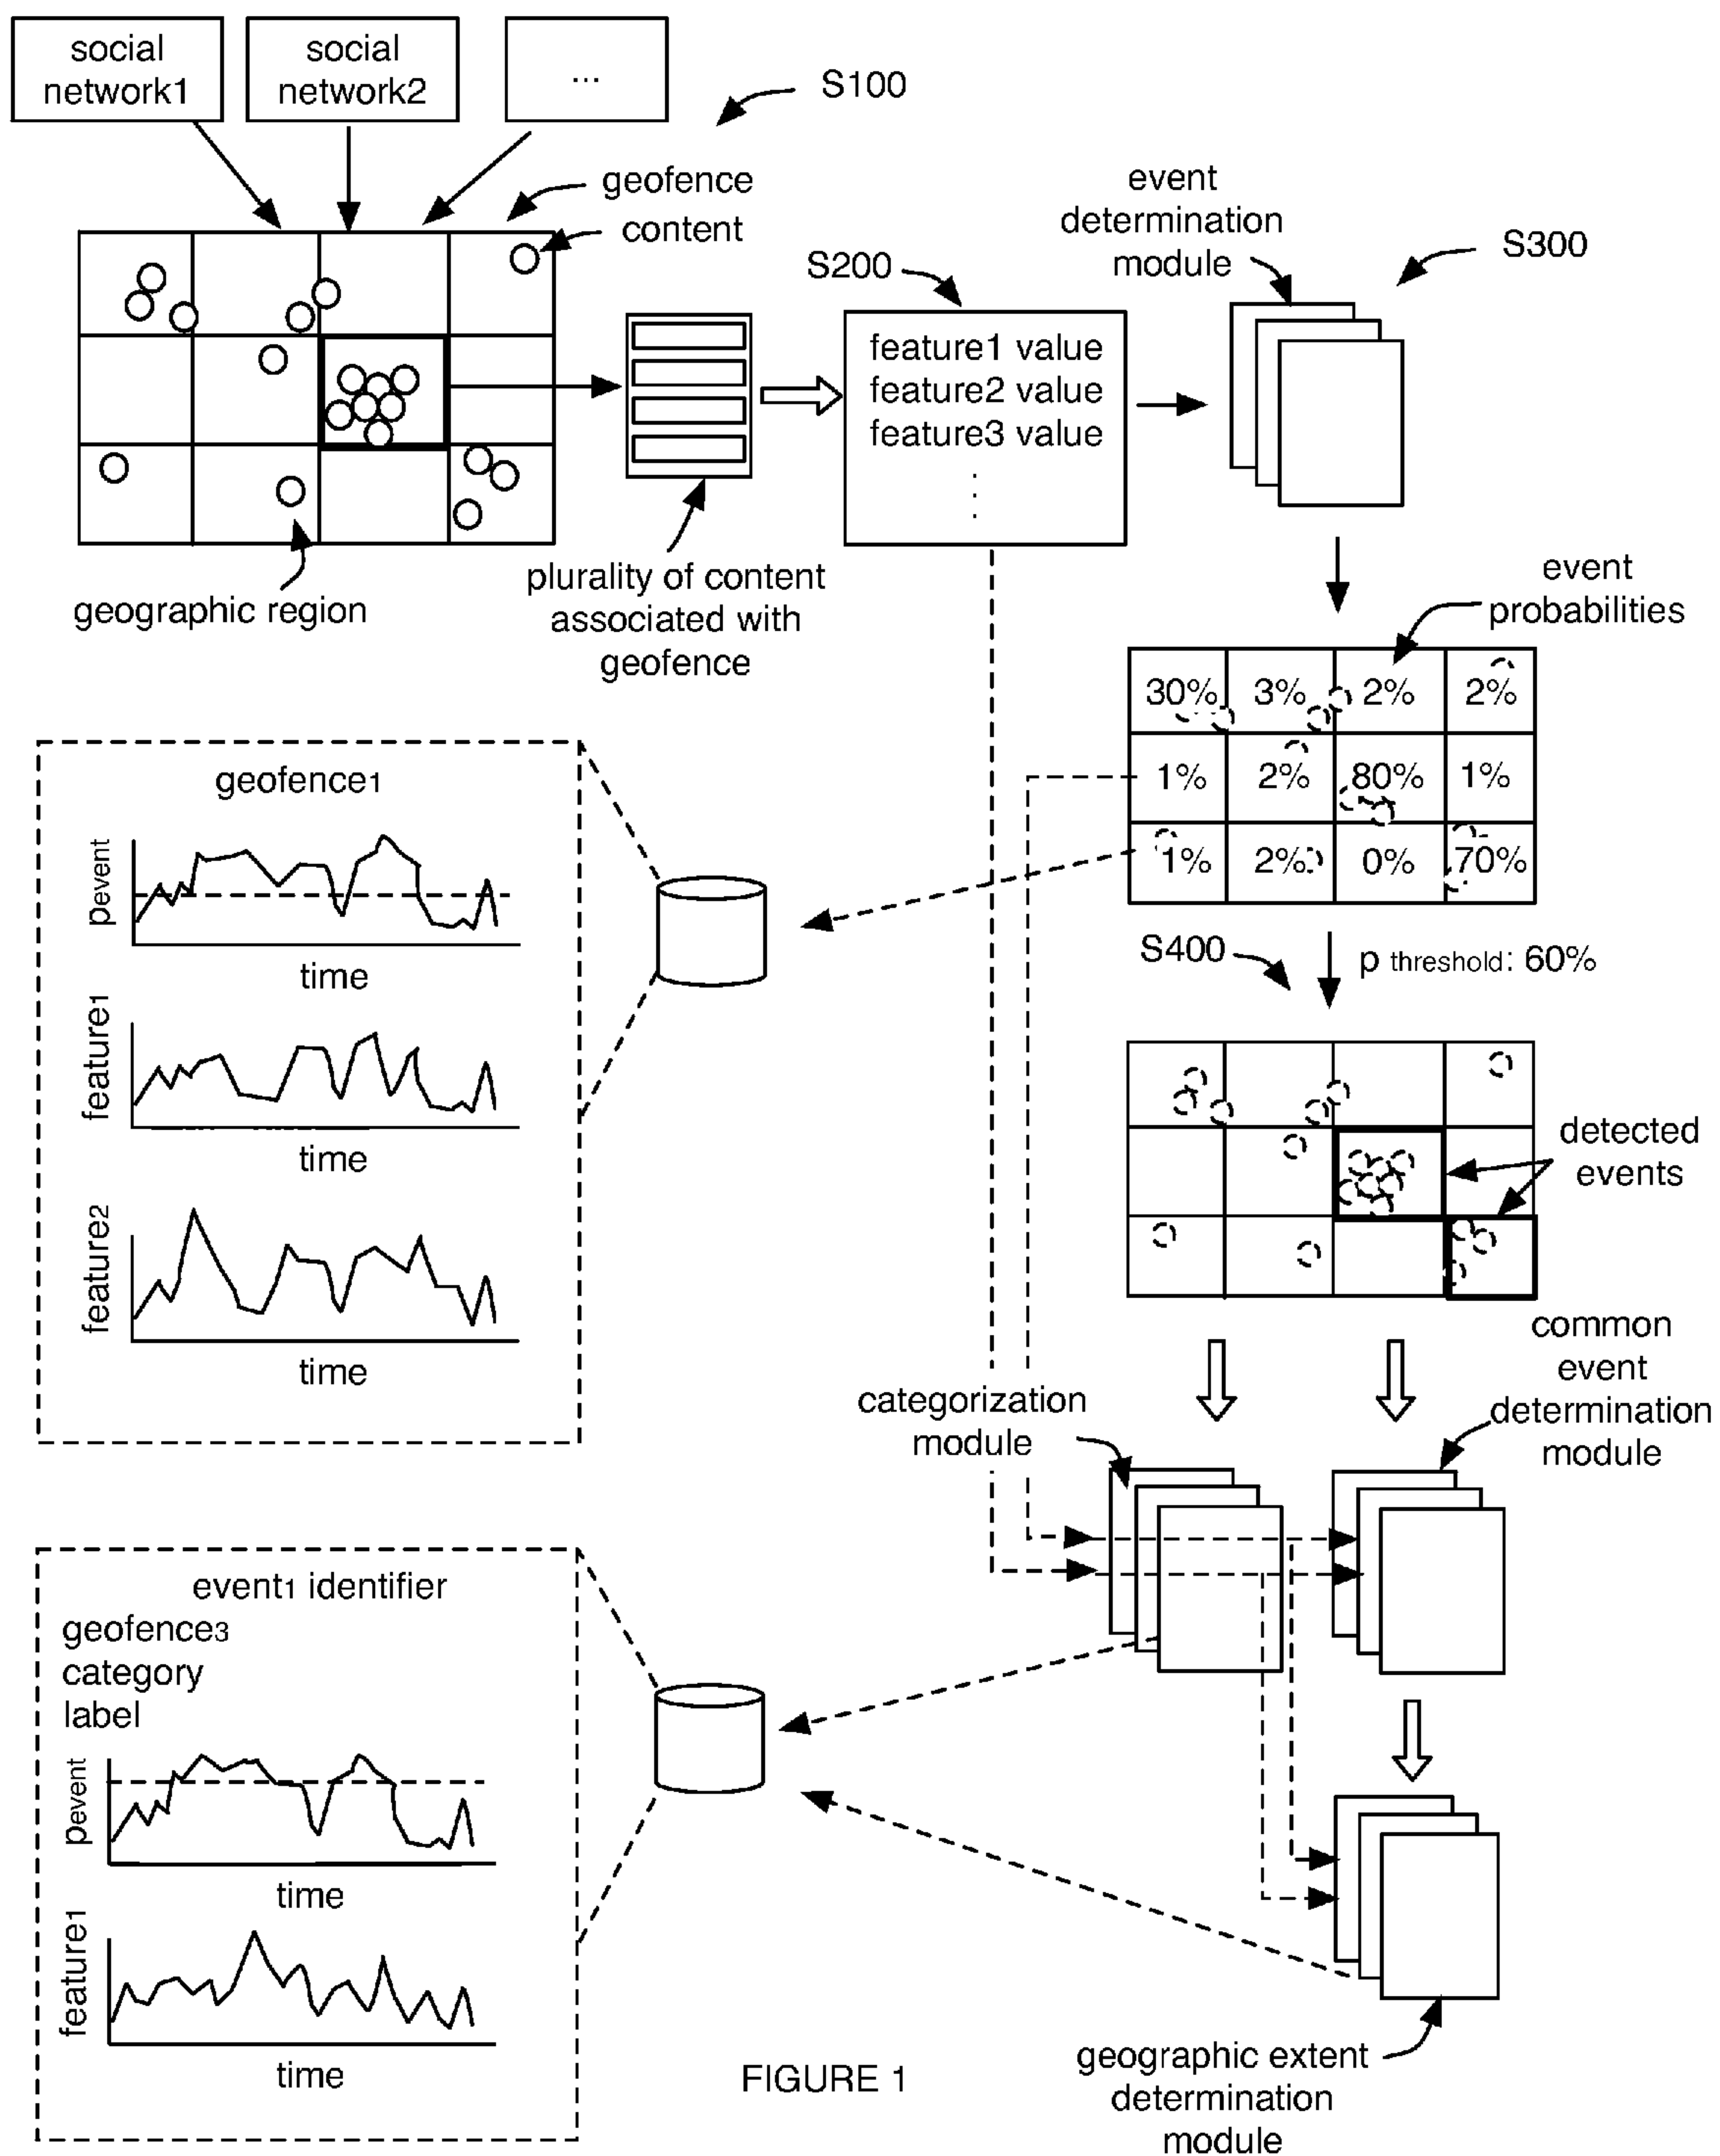 social
network1
social
network2
...
S100
geofence
content
geographic region
plurality of content
associated with
geofence
S200
feature1 value
feature2 value
feature3 value
event
determination
module
S300
event
probabilities
30% 3% 2% 2%
1% 2% 80% 1%
1% 2% 0% 70%
S400
p threshold: 60%
detected
events
geofence1
pevent
time
feature1
time
feature2
time
categorization
module
common
event
determination
module
event1 identifier
geofence3
category
label
pevent
time
feature1
time
geographic extent
determination
module
FIGURE 1